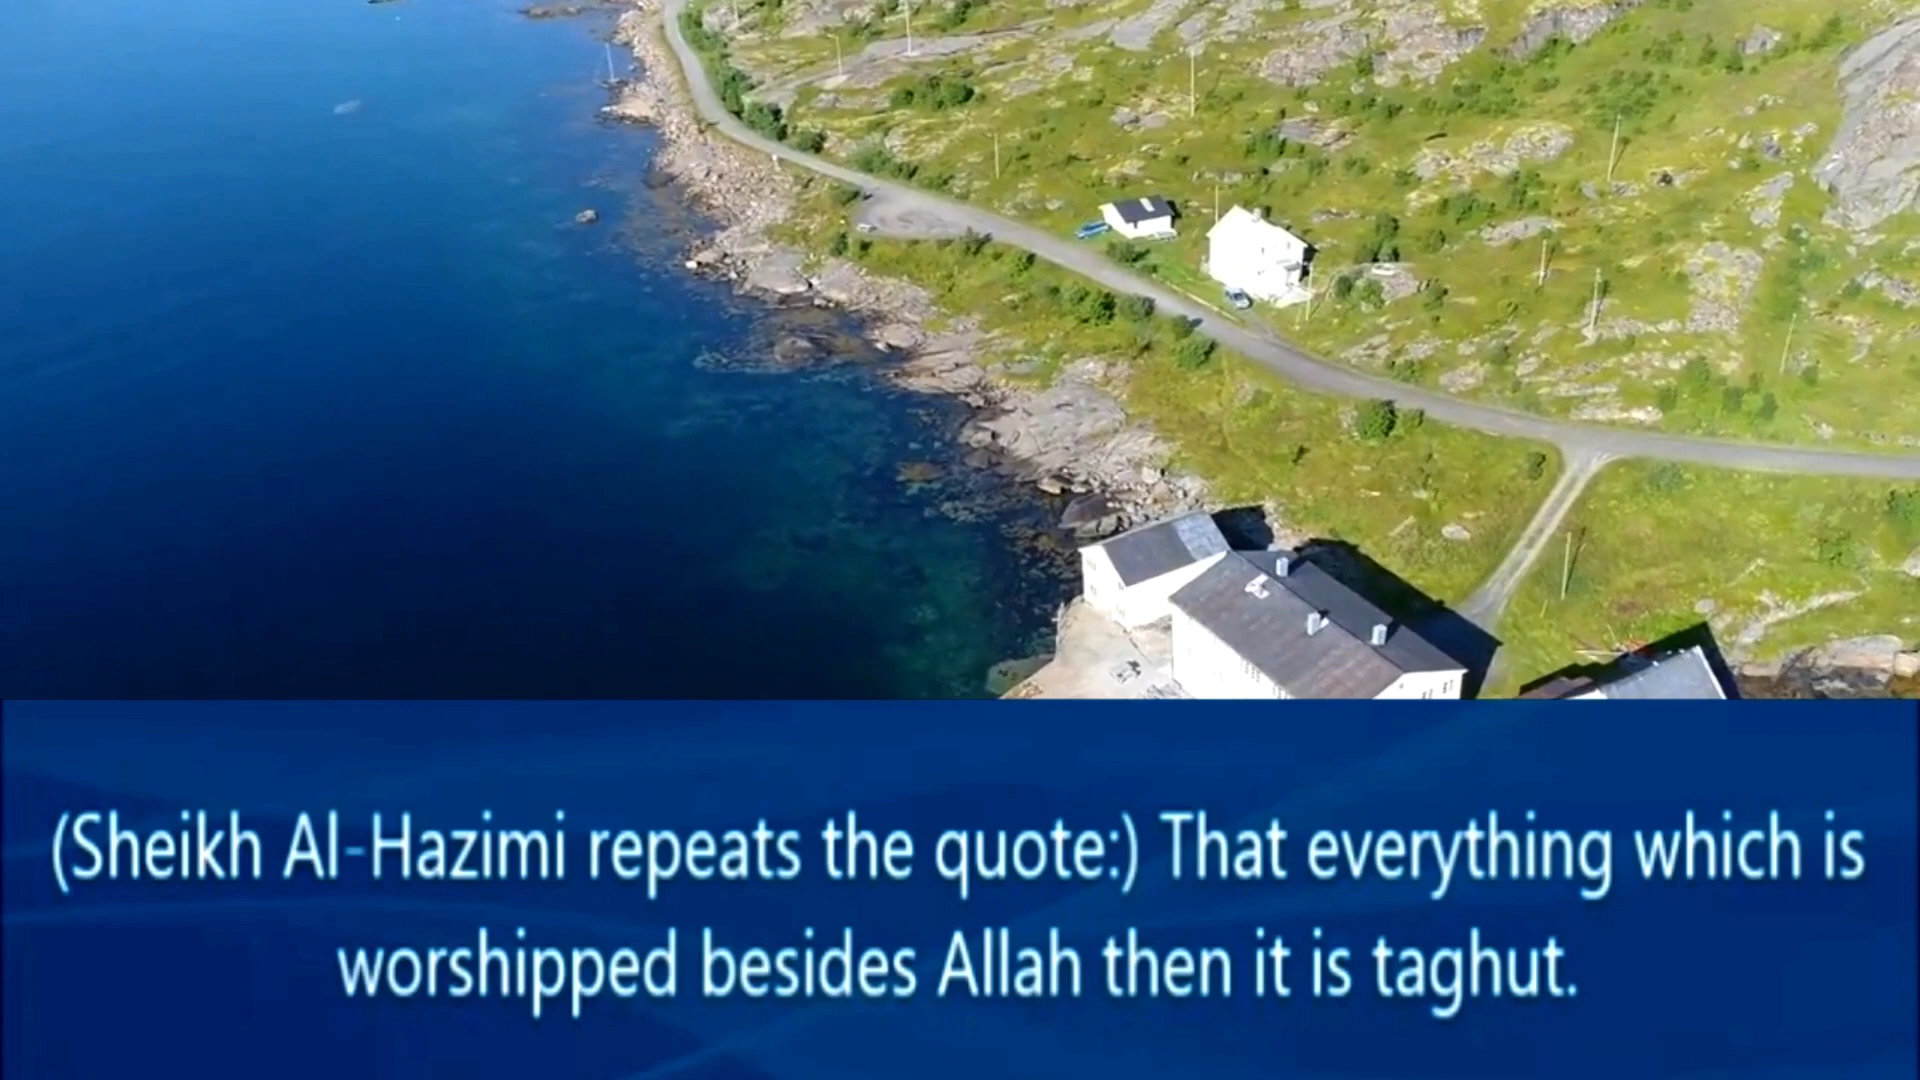 (Sheikh Al-Hazimi repeats the quote:) That everything which is
worshipped besides Allah then it is taghut.